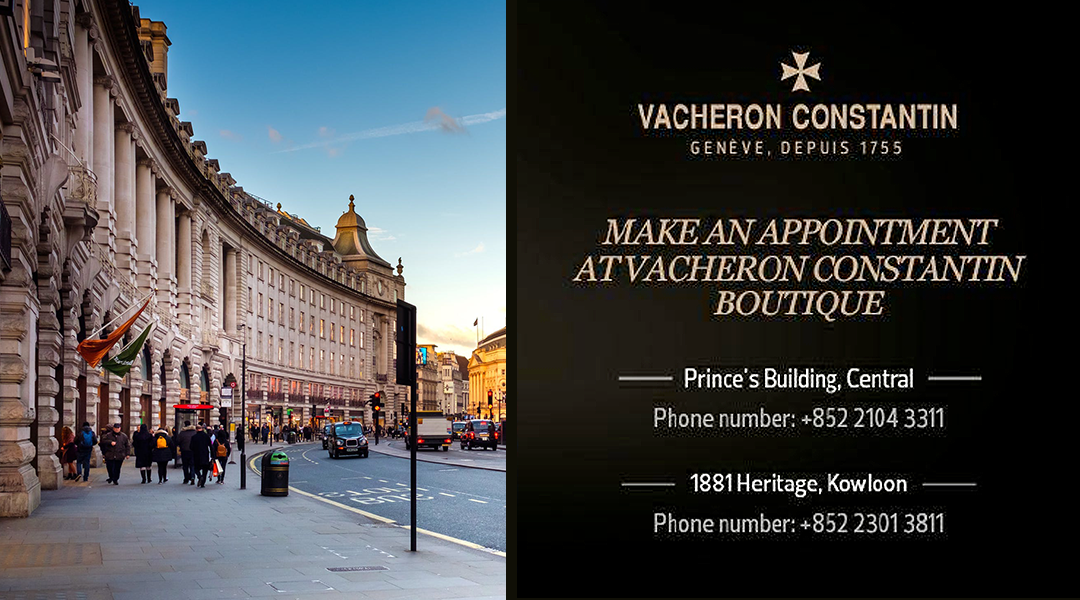 VACHERON CONSTANTIN
GENÈVE, DEPUIS 1755
MAKE AN APPOINTMENT
AT VACHERON CONSTANTIN
BOUTIQUE
Prince's Building, Central
Phone number: +852 2104 3311
1881 Heritage, Kowloon
Phone number: +852 2301 3811